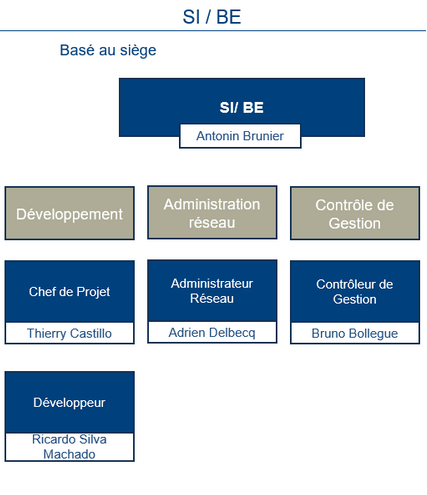 SI / BE
Basé au siège
SI/ BE
Antonin Brunier
Développement
Administration
réseau
Contrôle de
Gestion
Chef de Projet
Thierry Castillo
Administrateur
Réseau
Adrien Delbecq
Contrôleur de
Gestion
Bruno Bollegue
Développeur
Ricardo Silva
Machado